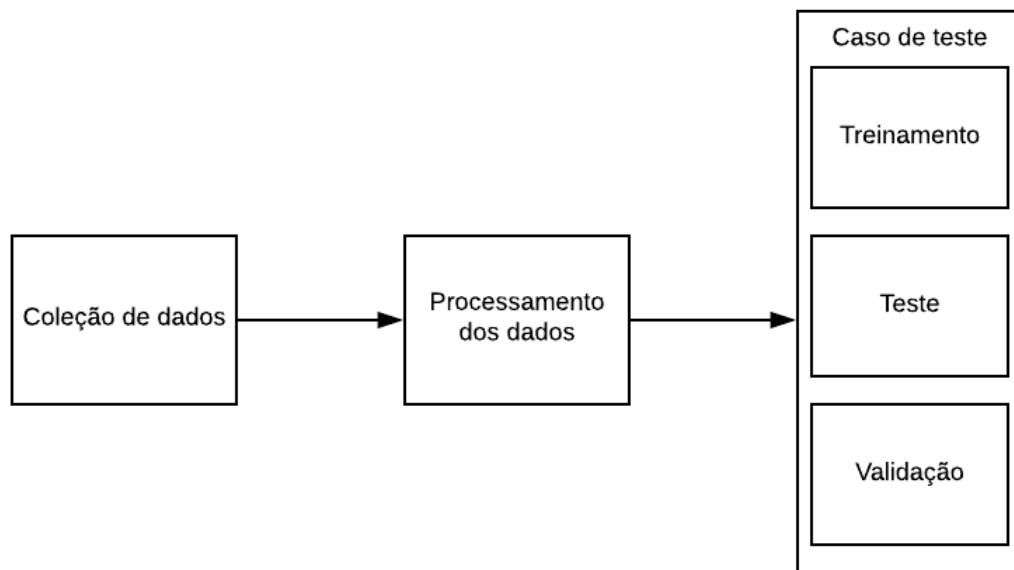 Coleção de dados
Processamento
dos dados
Caso de teste
Treinamento
Teste
Validação